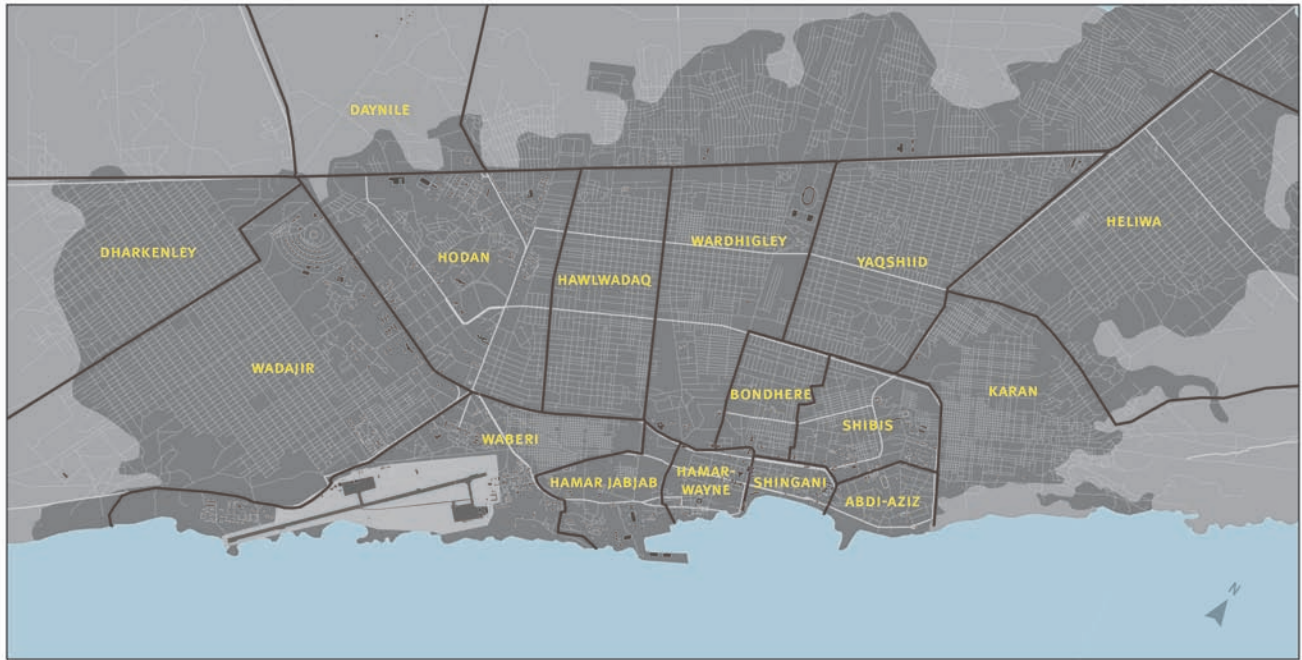 DAYNILE
HELIWA
WARDHIGLEY
DHARKENLEY
HODAN
YAQSHIID
HAWLWADAQ
WADAJIR
BONDHERE
KARAN
SHIBIS
WABERI
HAMAR JABJAB
HAMAR-
WAYNE
SHINGANI
ABDI-AZIZ
N